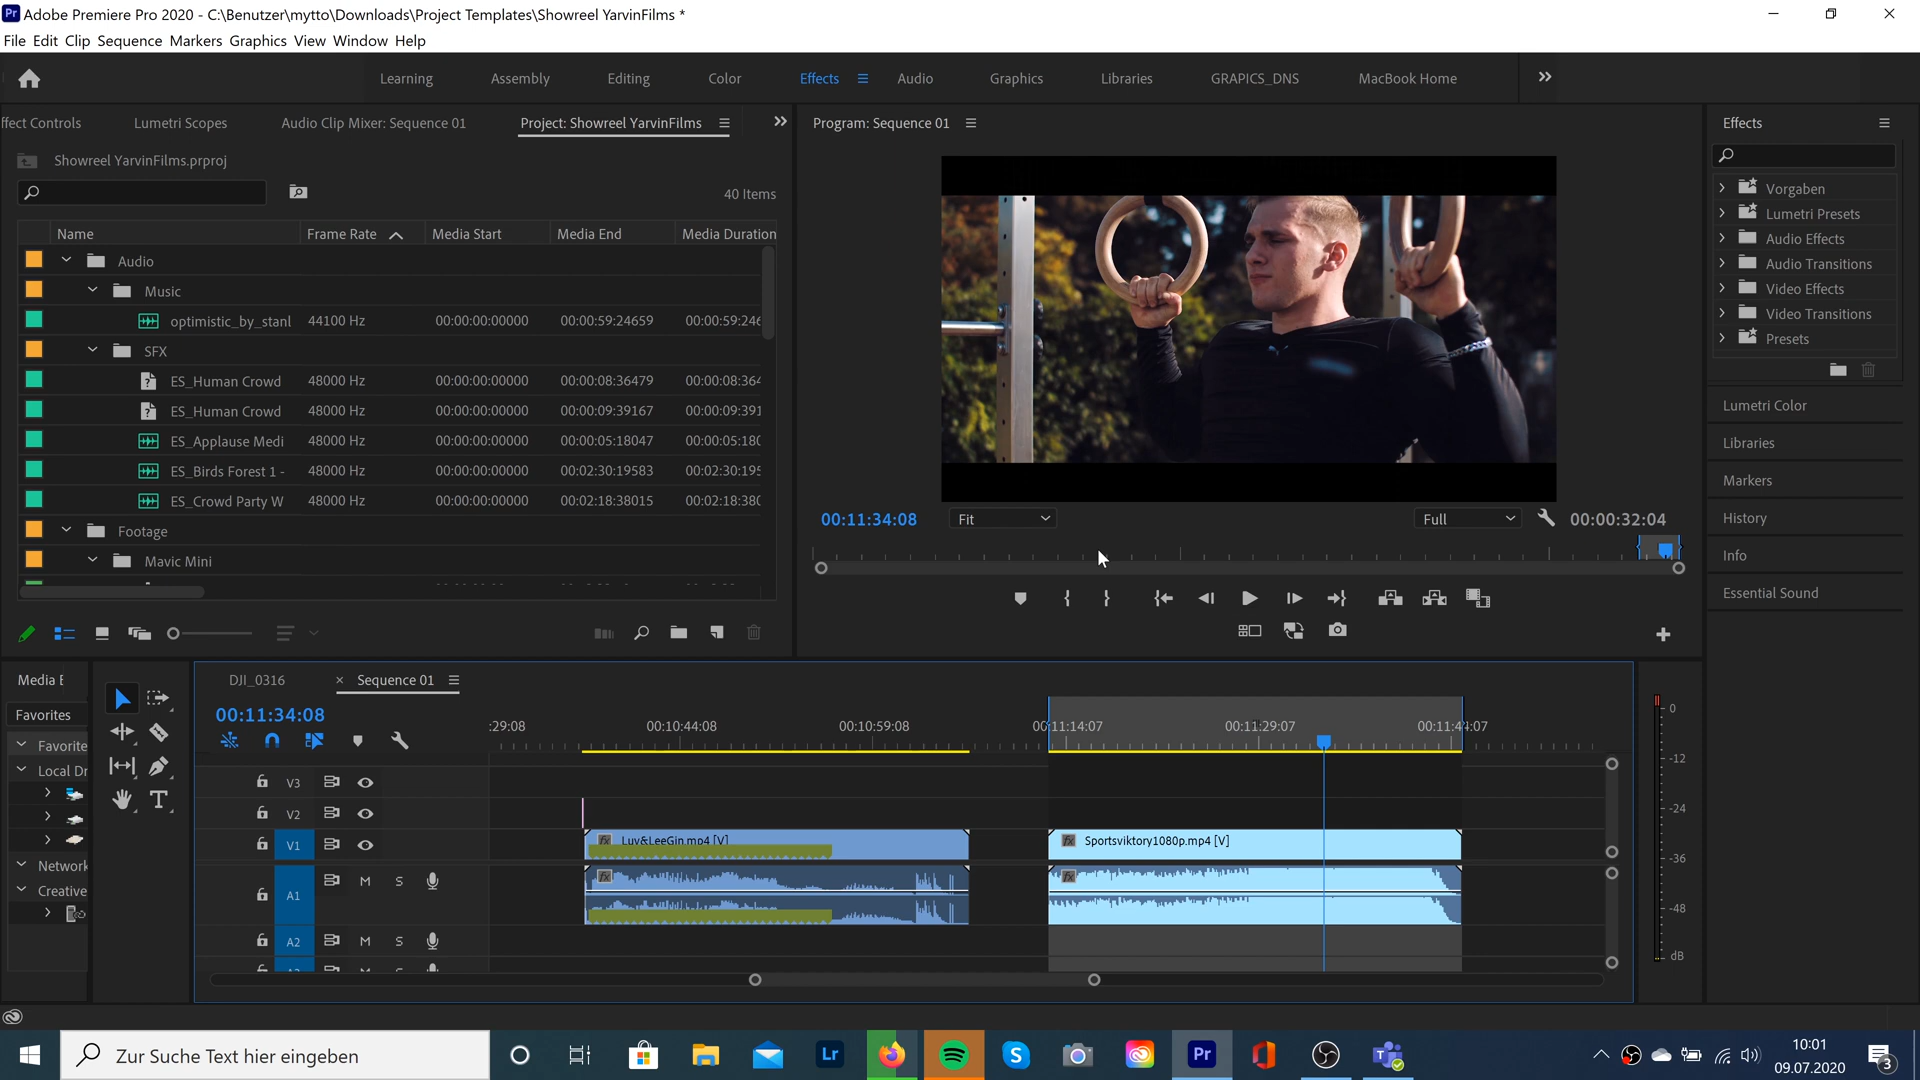 Adobe Premiere Pro 2020 - C:\Benutzer\mytto\Downloads\Project Templates\Showreel YarvinFilms *
File Edit Clip Sequence Markers Graphics View Window Help
Learning Assembly Editing Color Effects Audio Graphics Libraries GRAPICS_DNS MacBook Home
ffect Controls Lumetri Scopes Audio Clip Mixer: Sequence 01 Project: Showreel YarvinFilms
Program: Sequence 01
Effects
Showreel YarvinFilms.prproj
40 Items
Name Frame Rate Media Start Media End Media Duration
Audio
Music
optimistic_by_stanl 44100 Hz 00:00:00:00000 00:00:59:24659 00:00:59:246
SFX
ES_Human Crowd 48000 Hz 00:00:00:00000 00:00:08:36479 00:00:08:364
ES_Human Crowd 48000 Hz 00:00:00:00000 00:00:09:39167 00:00:09:391
ES_Applause Medi 48000 Hz 00:00:00:00000 00:00:05:18047 00:00:05:180
ES_Birds Forest 1 - 48000 Hz 00:00:00:00000 00:02:30:19583 00:02:30:195
ES_Crowd Party W 48000 Hz 00:00:00:00000 00:02:18:38015 00:02:18:380
Footage
Mavic Mini
00:11:34:08 Fit Full 00:00:32:04
Vorgaben
Lumetri Presets
Audio Effects
Audio Transitions
Video Effects
Video Transitions
Presets
Lumetri Color
Libraries
Markers
History
Info
Essential Sound
Media E
Favorites
Favorite
Local Dr
Network
Creative
DJI_0316 × Sequence 01
00:11:34:08
:29:08 00:10:44:08 00:10:59:08 00:11:14:07 00:11:29:07 00:11:44:07
V3
V2
V1 fx Luv&LeeGin.mp4 [V] fx Sportsviktory1080p.mp4 [V]
A1 M S fx fx
A2 M S
0
-12
-24
-36
-48
dB
Zur Suche Text hier eingeben
Lr
Pr
10:01
09.07.2020
3